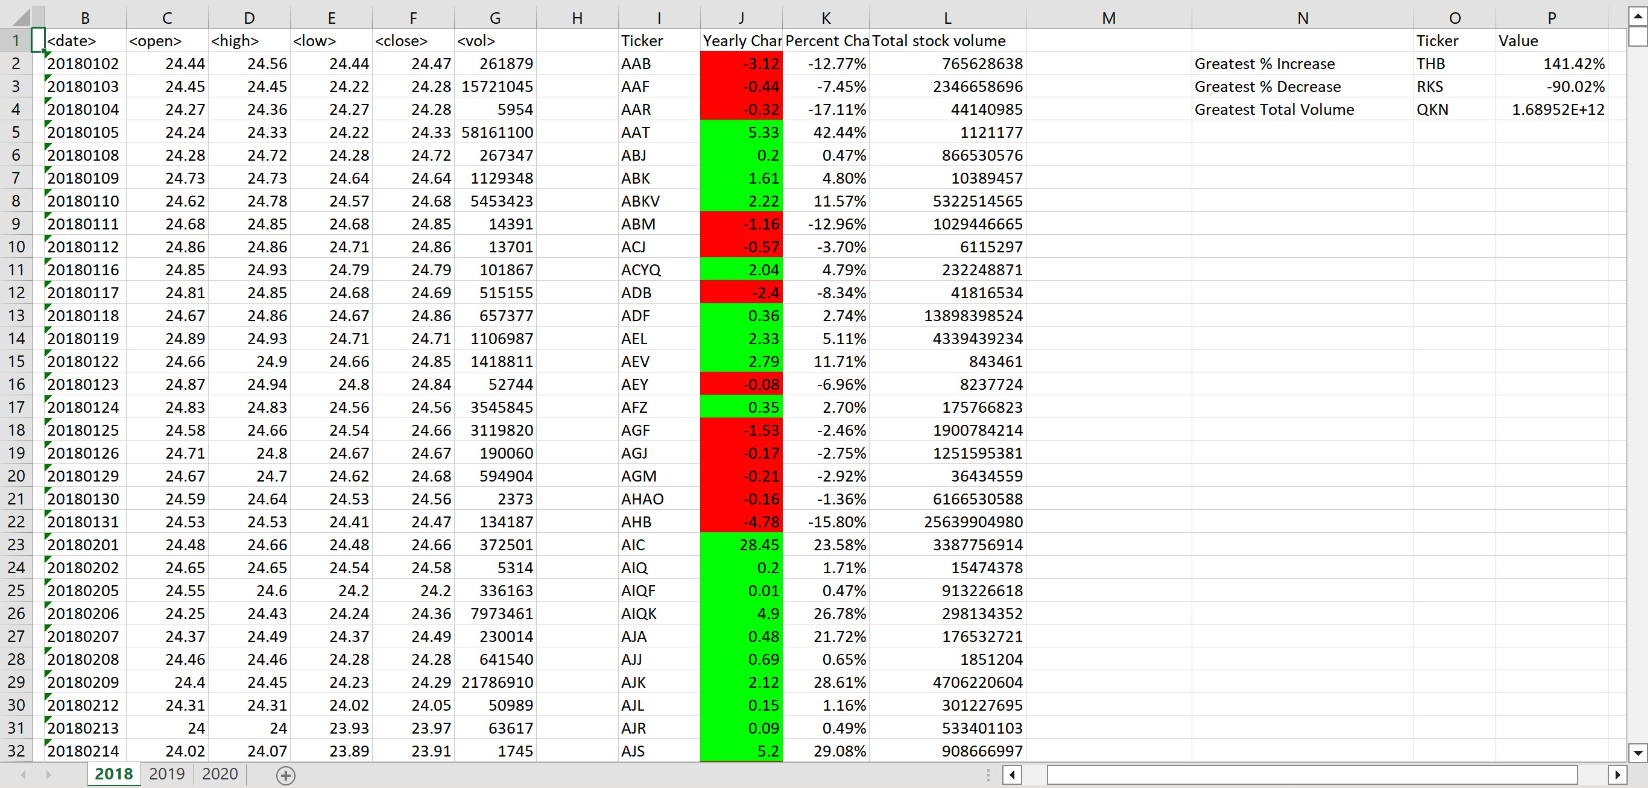 B C D E F G H I J K L M N O P
1 <date> <open> <high> <low> <close> <vol> Ticker Yearly Char Percent Cha Total stock volume Ticker Value
2 20180102 24.44 24.56 24.44 24.47 261879 AAB -3.12 -12.77% 765628638 Greatest % Increase THB 141.42%
3 20180103 24.45 24.45 24.22 24.28 15721045 AAF -0.44 -7.45% 2346658696 Greatest % Decrease RKS -90.02%
4 20180104 24.27 24.36 24.27 24.28 5954 AAR -0.32 -17.11% 44140985 Greatest Total Volume QKN 1.68952E+12
5 20180105 24.24 24.33 24.22 24.33 58161100 AAT 5.33 42.44% 1121177
6 20180108 24.28 24.72 24.28 24.72 267347 ABJ 0.2 0.47% 866530576
7 20180109 24.73 24.73 24.64 24.64 1129348 ABK 1.61 4.80% 10389457
8 20180110 24.62 24.78 24.57 24.68 5453423 ABKV 2.22 11.57% 5322514565
9 20180111 24.68 24.85 24.68 24.85 14391 ABM -1.16 -12.96% 1029446665
10 20180112 24.86 24.86 24.71 24.86 13701 ACJ -0.57 -3.70% 6115297
11 20180116 24.85 24.93 24.79 24.79 101867 ACYQ 2.04 4.79% 232248871
12 20180117 24.81 24.85 24.68 24.69 515155 ADB -2.4 -8.34% 41816534
13 20180118 24.67 24.86 24.67 24.86 657377 ADF 0.36 2.74% 13898398524
14 20180119 24.89 24.93 24.71 24.71 1106987 AEL 2.33 5.11% 4339439234
15 20180122 24.66 24.9 24.66 24.85 1418811 AEV 2.79 11.71% 843461
16 20180123 24.87 24.94 24.8 24.84 52744 AEY -0.08 -6.96% 8237724
17 20180124 24.83 24.83 24.56 24.56 3545845 AFZ 0.35 2.70% 175766823
18 20180125 24.58 24.66 24.54 24.66 3119820 AGF -1.53 -2.46% 1900784214
19 20180126 24.71 24.8 24.67 24.67 190060 AGJ -0.17 -2.75% 1251595381
20 20180129 24.67 24.7 24.62 24.68 594904 AGM -0.21 -2.92% 36434559
21 20180130 24.59 24.64 24.53 24.56 2373 AHAO -0.16 -1.36% 6166530588
22 20180131 24.53 24.53 24.41 24.47 134187 AHB -4.78 -15.80% 25639904980
23 20180201 24.48 24.66 24.48 24.66 372501 AIC 28.45 23.58% 3387756914
24 20180202 24.65 24.65 24.54 24.58 5314 AIQ 0.2 1.71% 15474378
25 20180205 24.55 24.6 24.2 24.2 336163 AIQF 0.01 0.47% 913226618
26 20180206 24.25 24.43 24.24 24.36 7973461 AIQK 4.9 26.78% 298134352
27 20180207 24.37 24.49 24.37 24.49 230014 AJA 0.48 21.72% 176532721
28 20180208 24.46 24.46 24.28 24.28 641540 AJJ 0.69 0.65% 1851204
29 20180209 24.4 24.45 24.23 24.29 21786910 AJK 2.12 28.61% 4706220604
30 20180212 24.31 24.31 24.02 24.05 50989 AJL 0.15 1.16% 301227695
31 20180213 24 24 23.93 23.97 63617 AJR 0.09 0.49% 533401103
32 20180214 24.02 24.07 23.89 23.91 1745 AJS 5.2 29.08% 908666997
2018 2019 2020